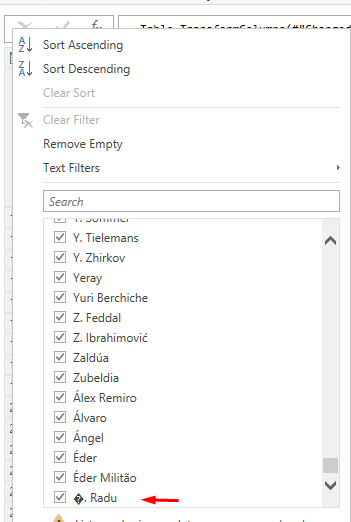 Table.TransformColumns(#"Changed
A
Z
Sort Ascending
Z
A
Sort Descending
Clear Sort
Clear Filter
Remove Empty
Text Filters
Search
Y. Sommer
Y. Tielemans
Y. Zhirkov
Yeray
Yuri Berchiche
Z. Feddal
Z. Ibrahimović
Zaldúa
Zubeldia
Álex Remiro
Álvaro
Ángel
Éder
Éder Militão
�. Radu